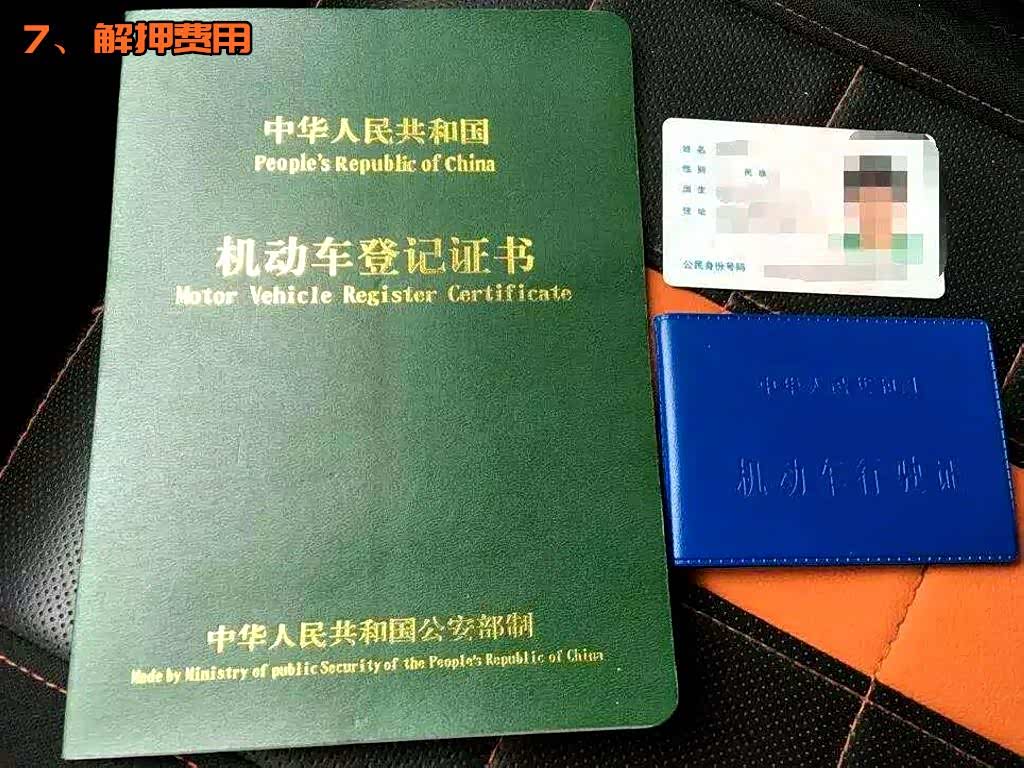 7、解押费用
中华人民共和国
People's Republic of China
机动车登记证书
Motor Vehicle Register Certificate
中华人民共和国公安部制
Made by Ministry of public Security of the People's Republic of China
姓名
性别 民族
出生
住址
公民身份号码
中华人民共和国
机动车行驶证